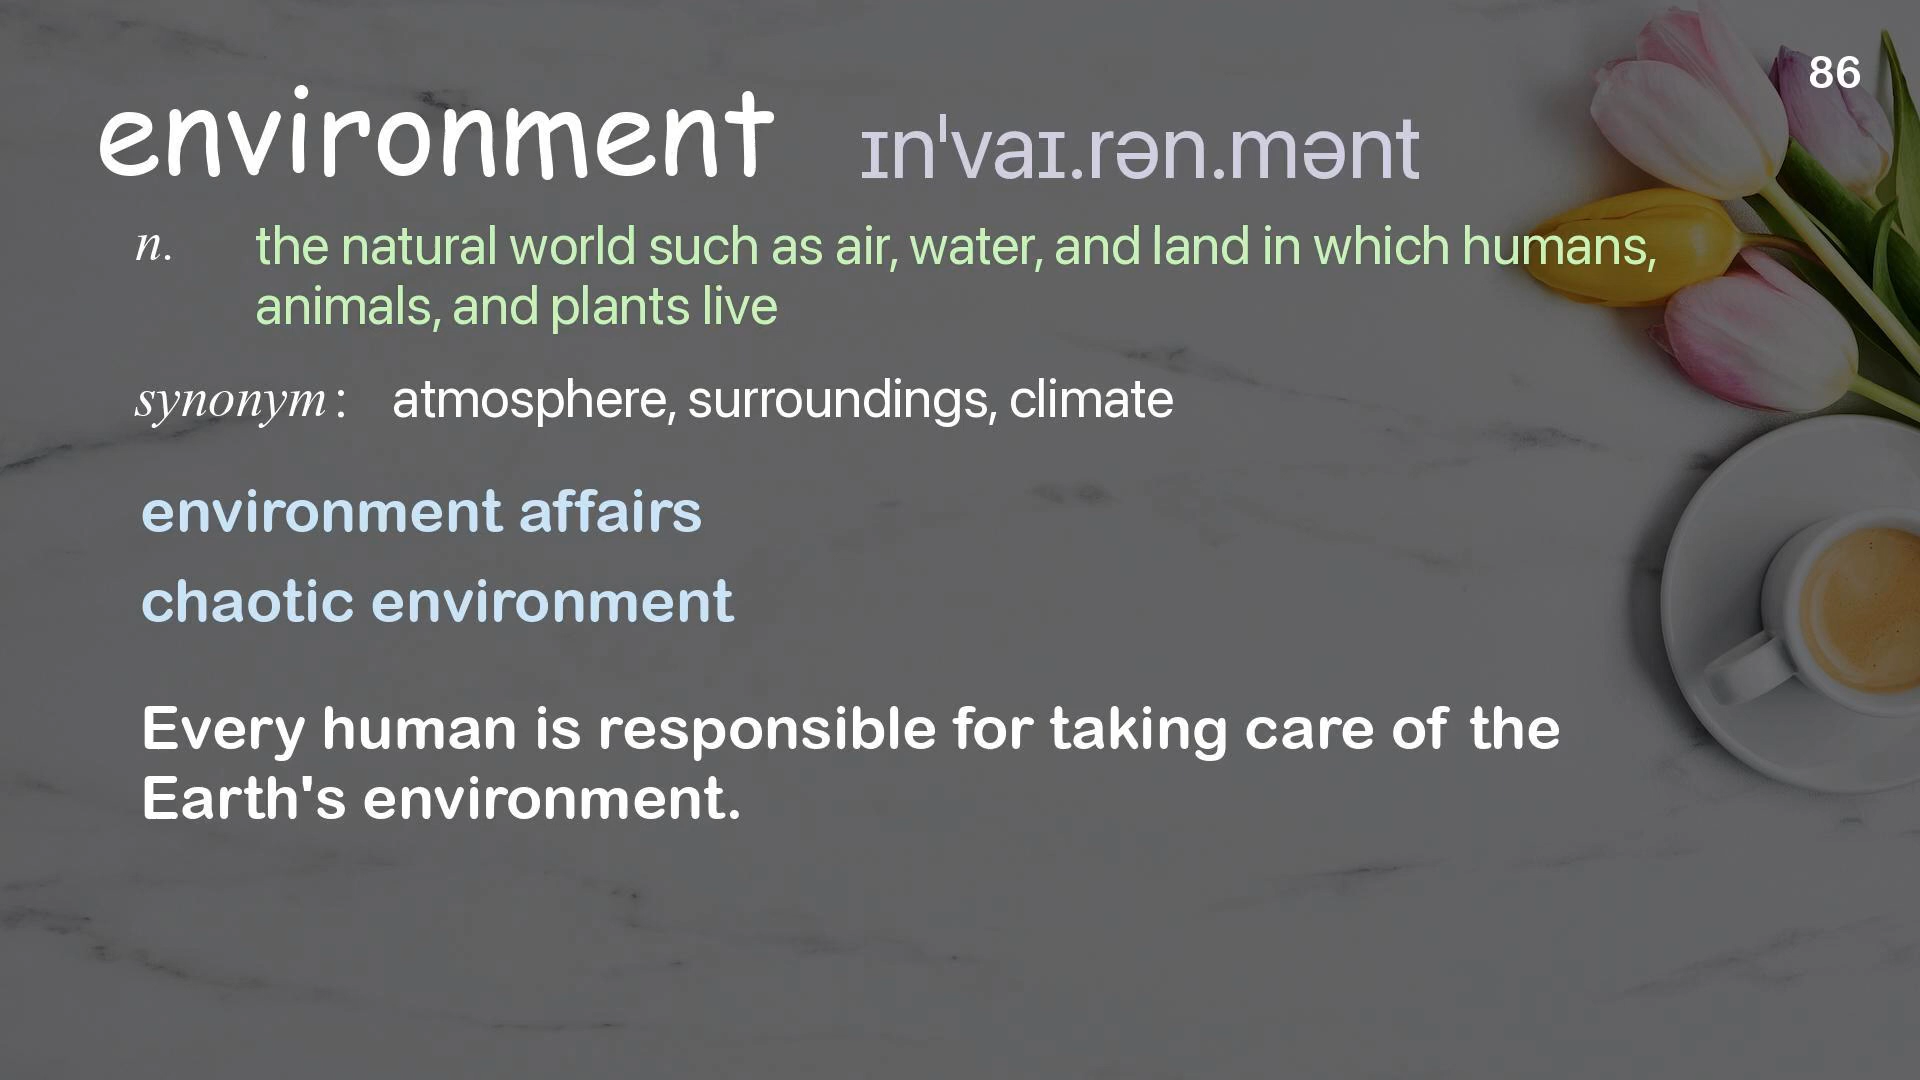 86
environment ɪnˈvaɪ.rən.mənt
n. the natural world such as air, water, and land in which humans,
animals, and plants live
synonym: atmosphere, surroundings, climate
environment affairs
chaotic environment
Every human is responsible for taking care of the
Earth's environment.